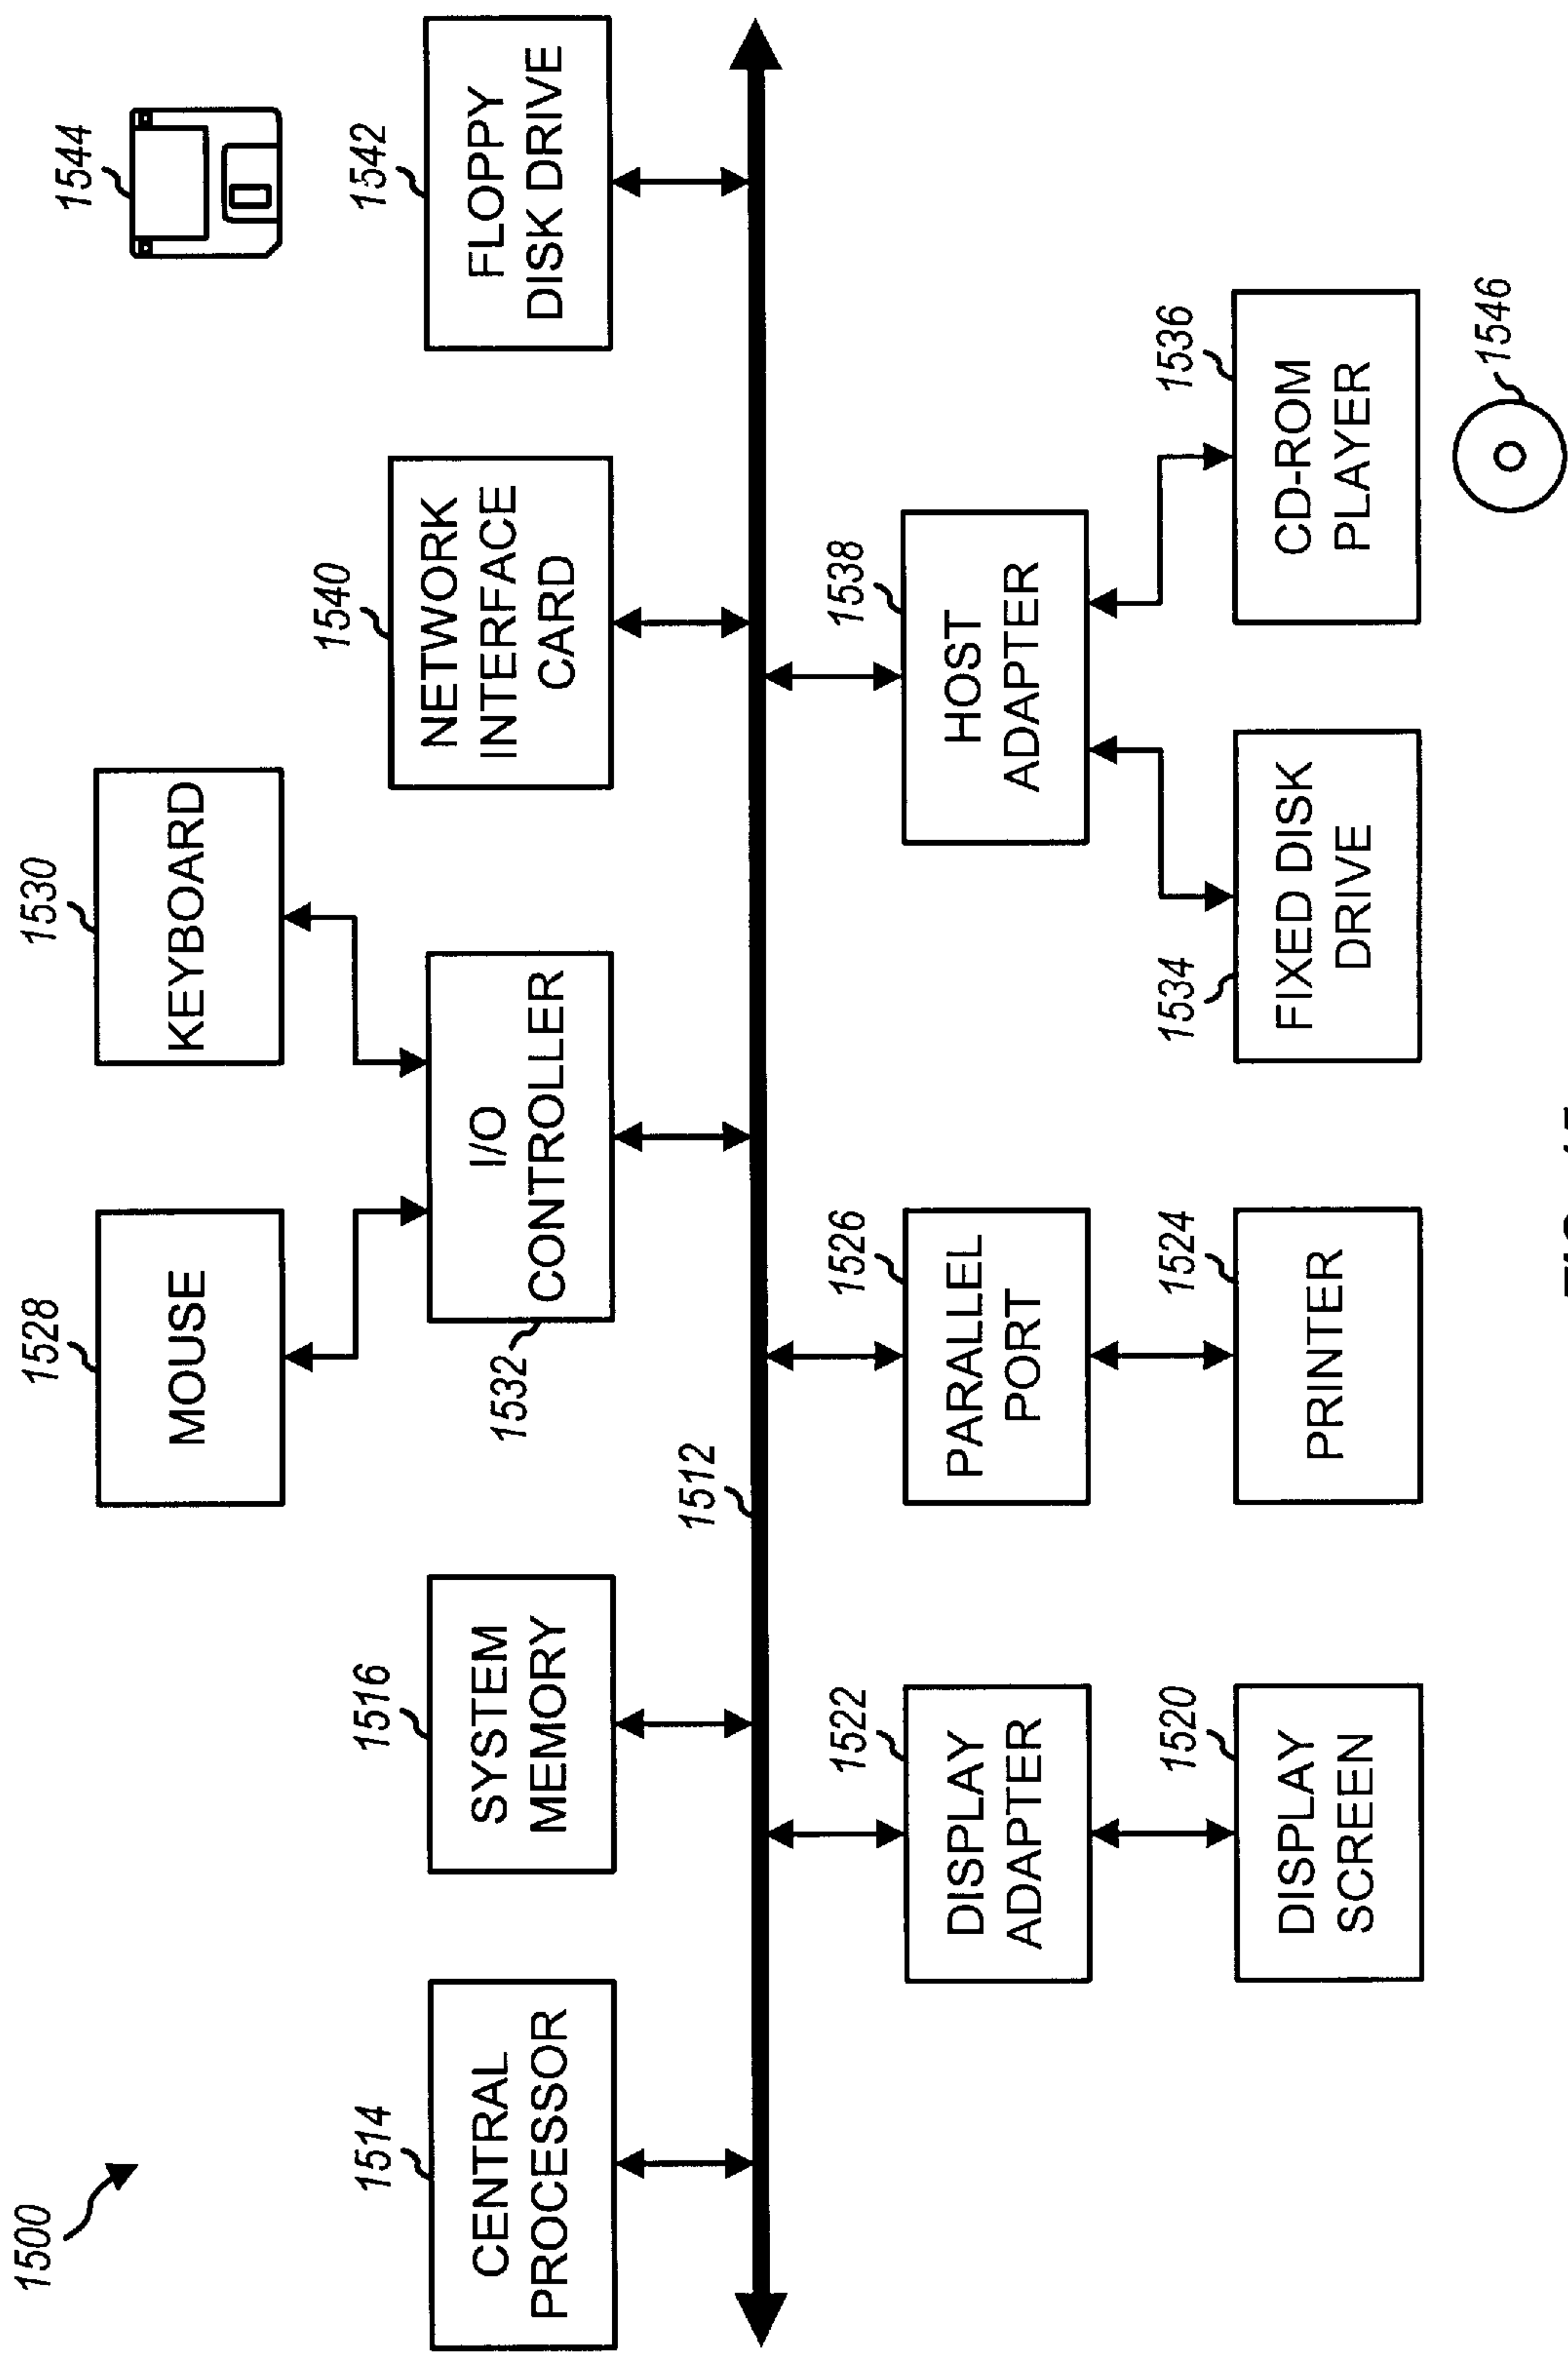 1500
1528
MOUSE
1530
KEYBOARD
1544
1514
CENTRAL
PROCESSOR
1516
SYSTEM
MEMORY
1532
I/O
CONTROLLER
1540
NETWORK
INTERFACE
CARD
1542
FLOPPY
DISK DRIVE
1512
1522
DISPLAY
ADAPTER
1526
PARALLEL
PORT
1538
HOST
ADAPTER
1520
DISPLAY
SCREEN
1524
PRINTER
1534
FIXED DISK
DRIVE
1536
CD-ROM
PLAYER
1546